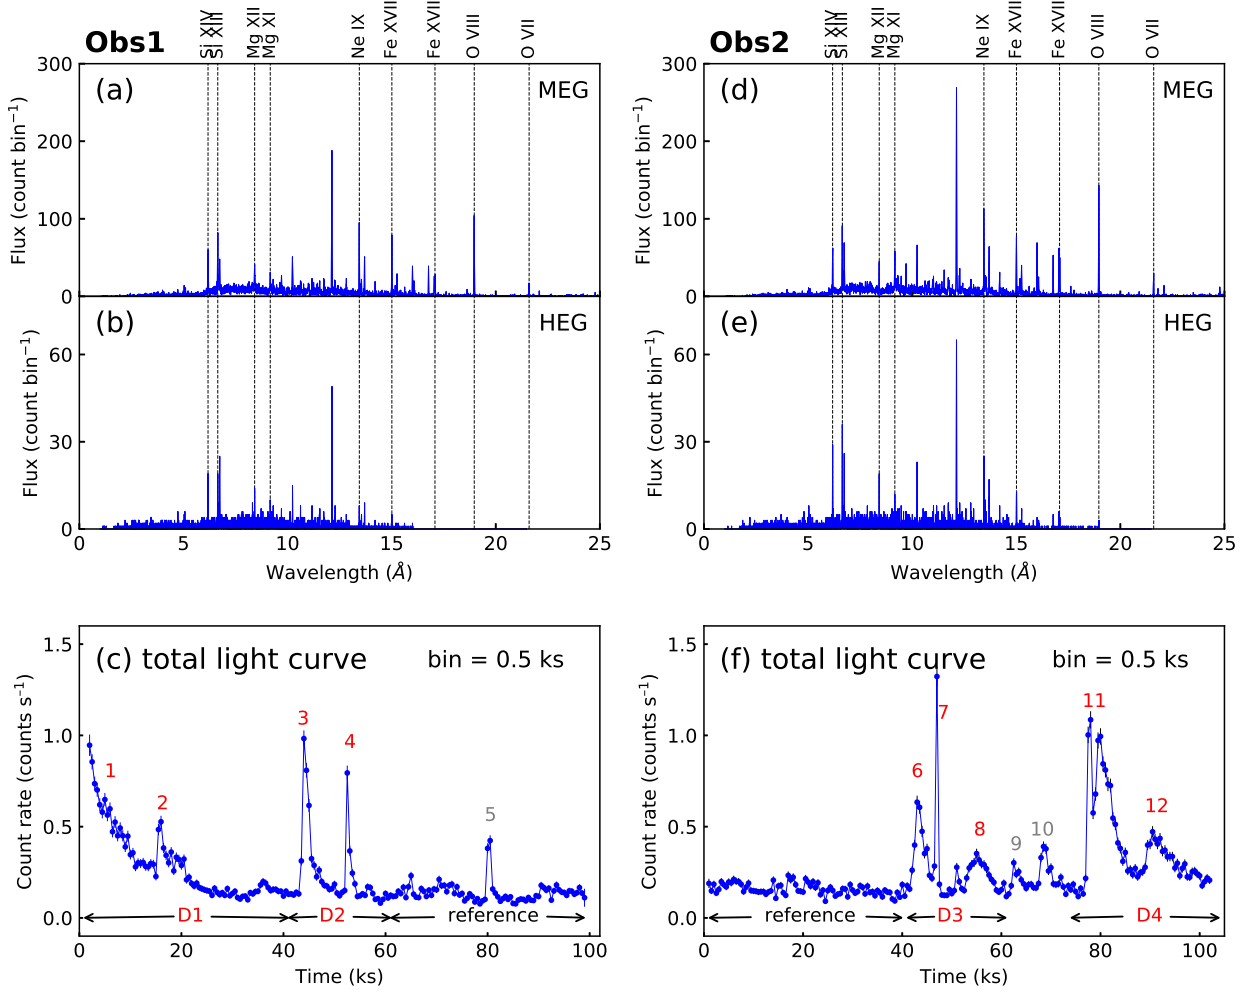 Obs1
Si XIV
Si XIII
Mg XII
Mg XI
Ne IX
Fe XVII
Fe XVII
O VIII
O VII
(a)
MEG
300
200
100
0
Flux (count bin⁻¹)
(b)
HEG
60
30
0
Flux (count bin⁻¹)
0 5 10 15 20 25
Wavelength (Å)
Obs2
Si XIV
Si XIII
Mg XII
Mg XI
Ne IX
Fe XVII
Fe XVII
O VIII
O VII
(d)
MEG
300
200
100
0
Flux (count bin⁻¹)
(e)
HEG
60
30
0
Flux (count bin⁻¹)
0 5 10 15 20 25
Wavelength (Å)
(c) total light curve
bin = 0.5 ks
1.5
1.0
0.5
0.0
Count rate (counts s⁻¹)
1
2
3
4
5
D1
D2
reference
0 20 40 60 80 100
Time (ks)
(f) total light curve
bin = 0.5 ks
1.5
1.0
0.5
0.0
Count rate (counts s⁻¹)
6
7
8
9
10
11
12
reference
D3
D4
0 20 40 60 80 100
Time (ks)